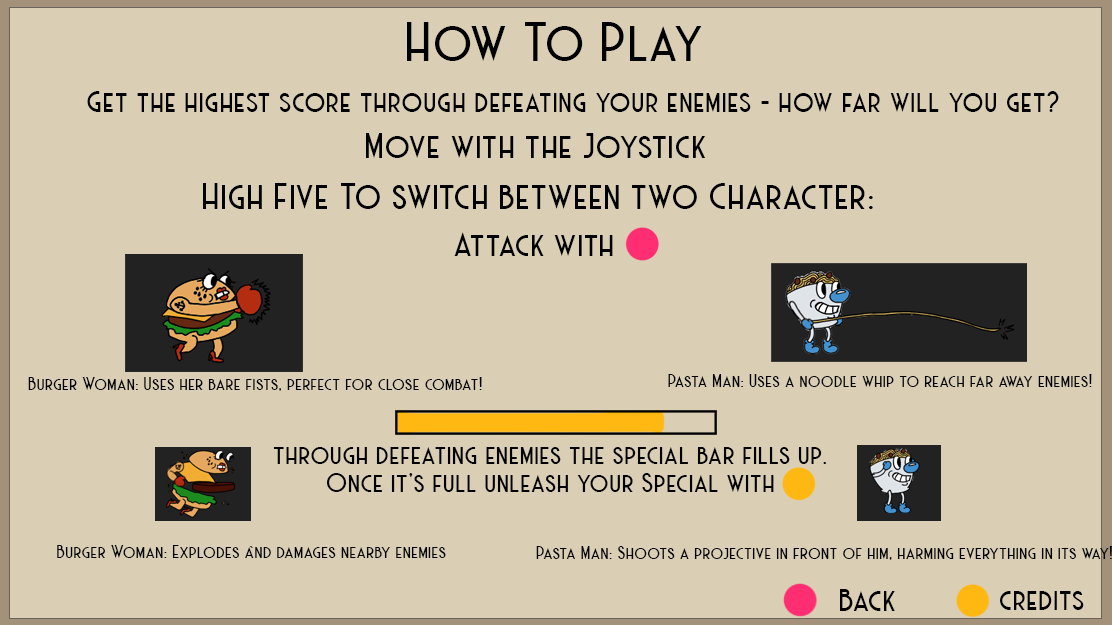 How To Play
Get the highest score through defeating your enemies - how far will you get?
Move with the Joystick
High Five To switch between two Character:
Attack with
Burger Woman: Uses her bare fists, perfect for close combat!
Pasta Man: Uses a noodle whip to reach far away enemies!
through defeating enemies the special bar fills up.
Once it's full unleash your Special with
Burger Woman: Explodes and damages nearby enemies
Pasta Man: Shoots a projective in front of him, harming everything in its way!
Back
credits